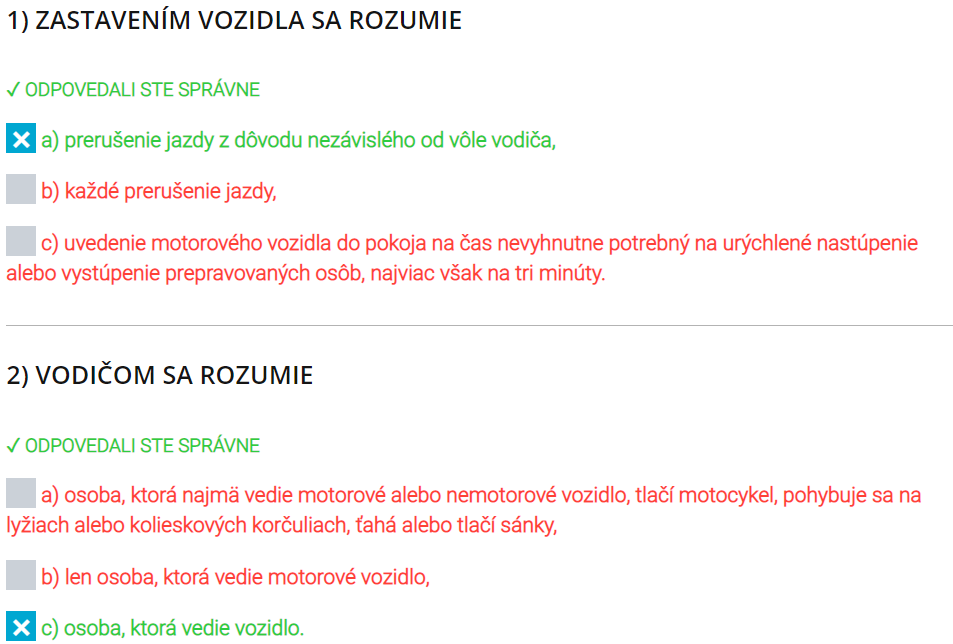 1) ZASTAVENÍM VOZIDLA SA ROZUMIE
✓ ODPOVEDALI STE SPRÁVNE
a) prerušenie jazdy z dôvodu nezávislého od vôle vodiča,
b) každé prerušenie jazdy,
c) uvedenie motorového vozidla do pokoja na čas nevyhnutne potrebný na urýchlené nastúpenie
alebo vystúpenie prepravovaných osôb, najviac však na tri minúty.
2) VODIČOM SA ROZUMIE
✓ ODPOVEDALI STE SPRÁVNE
a) osoba, ktorá najmä vedie motorové alebo nemotorové vozidlo, tlačí motocykel, pohybuje sa na
lyžiach alebo kolieskových korčuliach, ťahá alebo tlačí sánky,
b) len osoba, ktorá vedie motorové vozidlo,
c) osoba, ktorá vedie vozidlo.